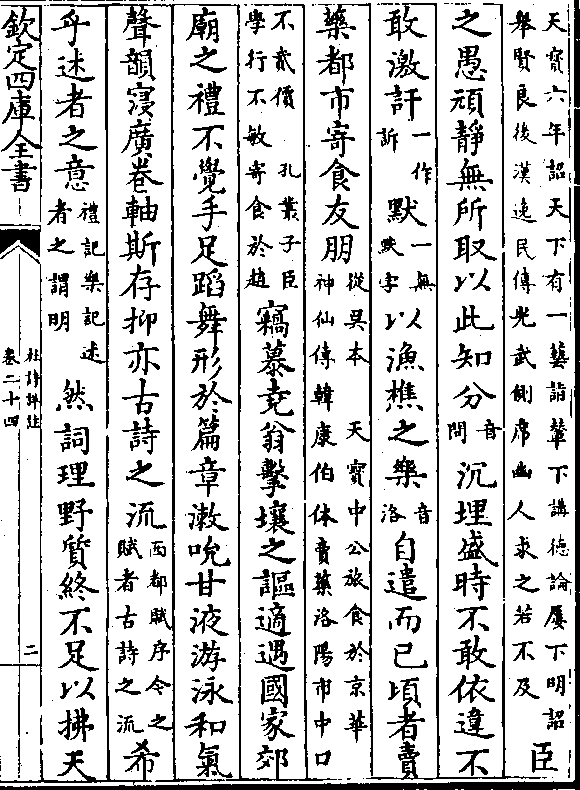 天寶六年詔天下有一藝詣輦下講德論屢下明詔
舉賢良後漢逸民傳光武側席幽人求之若不及
臣
之愚頑靜無所取以此知分音問沉埋盛時不敢依違不
敢激訐一作訴默一無默字以漁樵之樂音洛自遣而已頃者賣
藥都市寄食友朋從吳本 天寶中公旅食於京華
神仙傳韓康伯休賣藥洛陽市中口
不貳價 孔叢子臣
學行不敏寄食於趙
竊慕堯翁擊壤之謳適遇國家郊
廟之禮不覺手足蹈舞形於篇章漱吮甘液游泳和氣
聲韻寖廣卷軸斯存抑亦古詩之流西都賦序今之賦者古詩之流希
乎述者之意禮記樂記述者之謂明然詞理野質終不足以拂天
欽定四庫全書
杜詩詳註
卷二十四
二